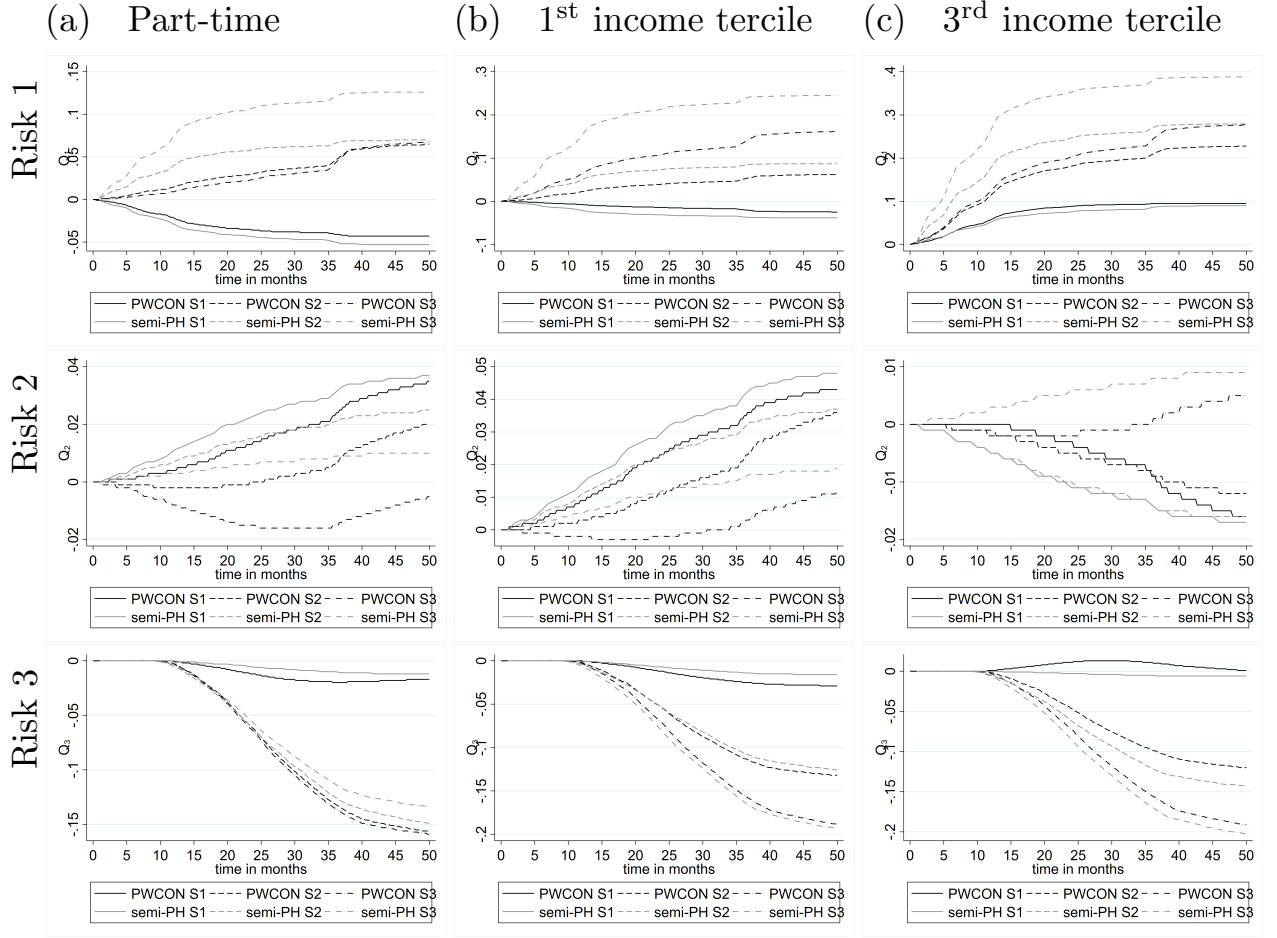 (a) Part-time
(b) 1st income tercile
(c) 3rd income tercile
Risk 1
Q₁
-.05 0 .05 .1 .15
0 5 10 15 20 25 30 35 40 45 50
time in months
PWCON S1 PWCON S2 PWCON S3
semi-PH S1 semi-PH S2 semi-PH S3
Q₁
-.1 0 .1 .2 .3
0 5 10 15 20 25 30 35 40 45 50
time in months
PWCON S1 PWCON S2 PWCON S3
semi-PH S1 semi-PH S2 semi-PH S3
Q₁
0 .1 .2 .3 .4
0 5 10 15 20 25 30 35 40 45 50
time in months
PWCON S1 PWCON S2 PWCON S3
semi-PH S1 semi-PH S2 semi-PH S3
Risk 2
Q₂
-.02 0 .02 .04
0 5 10 15 20 25 30 35 40 45 50
time in months
PWCON S1 PWCON S2 PWCON S3
semi-PH S1 semi-PH S2 semi-PH S3
Q₂
0 .01 .02 .03 .04 .05
0 5 10 15 20 25 30 35 40 45 50
time in months
PWCON S1 PWCON S2 PWCON S3
semi-PH S1 semi-PH S2 semi-PH S3
Q₂
-.02 -.01 0 .01
0 5 10 15 20 25 30 35 40 45 50
time in months
PWCON S1 PWCON S2 PWCON S3
semi-PH S1 semi-PH S2 semi-PH S3
Risk 3
Q₃
-.15 -.1 -.05 0
0 5 10 15 20 25 30 35 40 45 50
time in months
PWCON S1 PWCON S2 PWCON S3
semi-PH S1 semi-PH S2 semi-PH S3
Q₃
-.2 -.15 -.1 -.05 0
0 5 10 15 20 25 30 35 40 45 50
time in months
PWCON S1 PWCON S2 PWCON S3
semi-PH S1 semi-PH S2 semi-PH S3
Q₃
-.2 -.15 -.1 -.05 0
0 5 10 15 20 25 30 35 40 45 50
time in months
PWCON S1 PWCON S2 PWCON S3
semi-PH S1 semi-PH S2 semi-PH S3